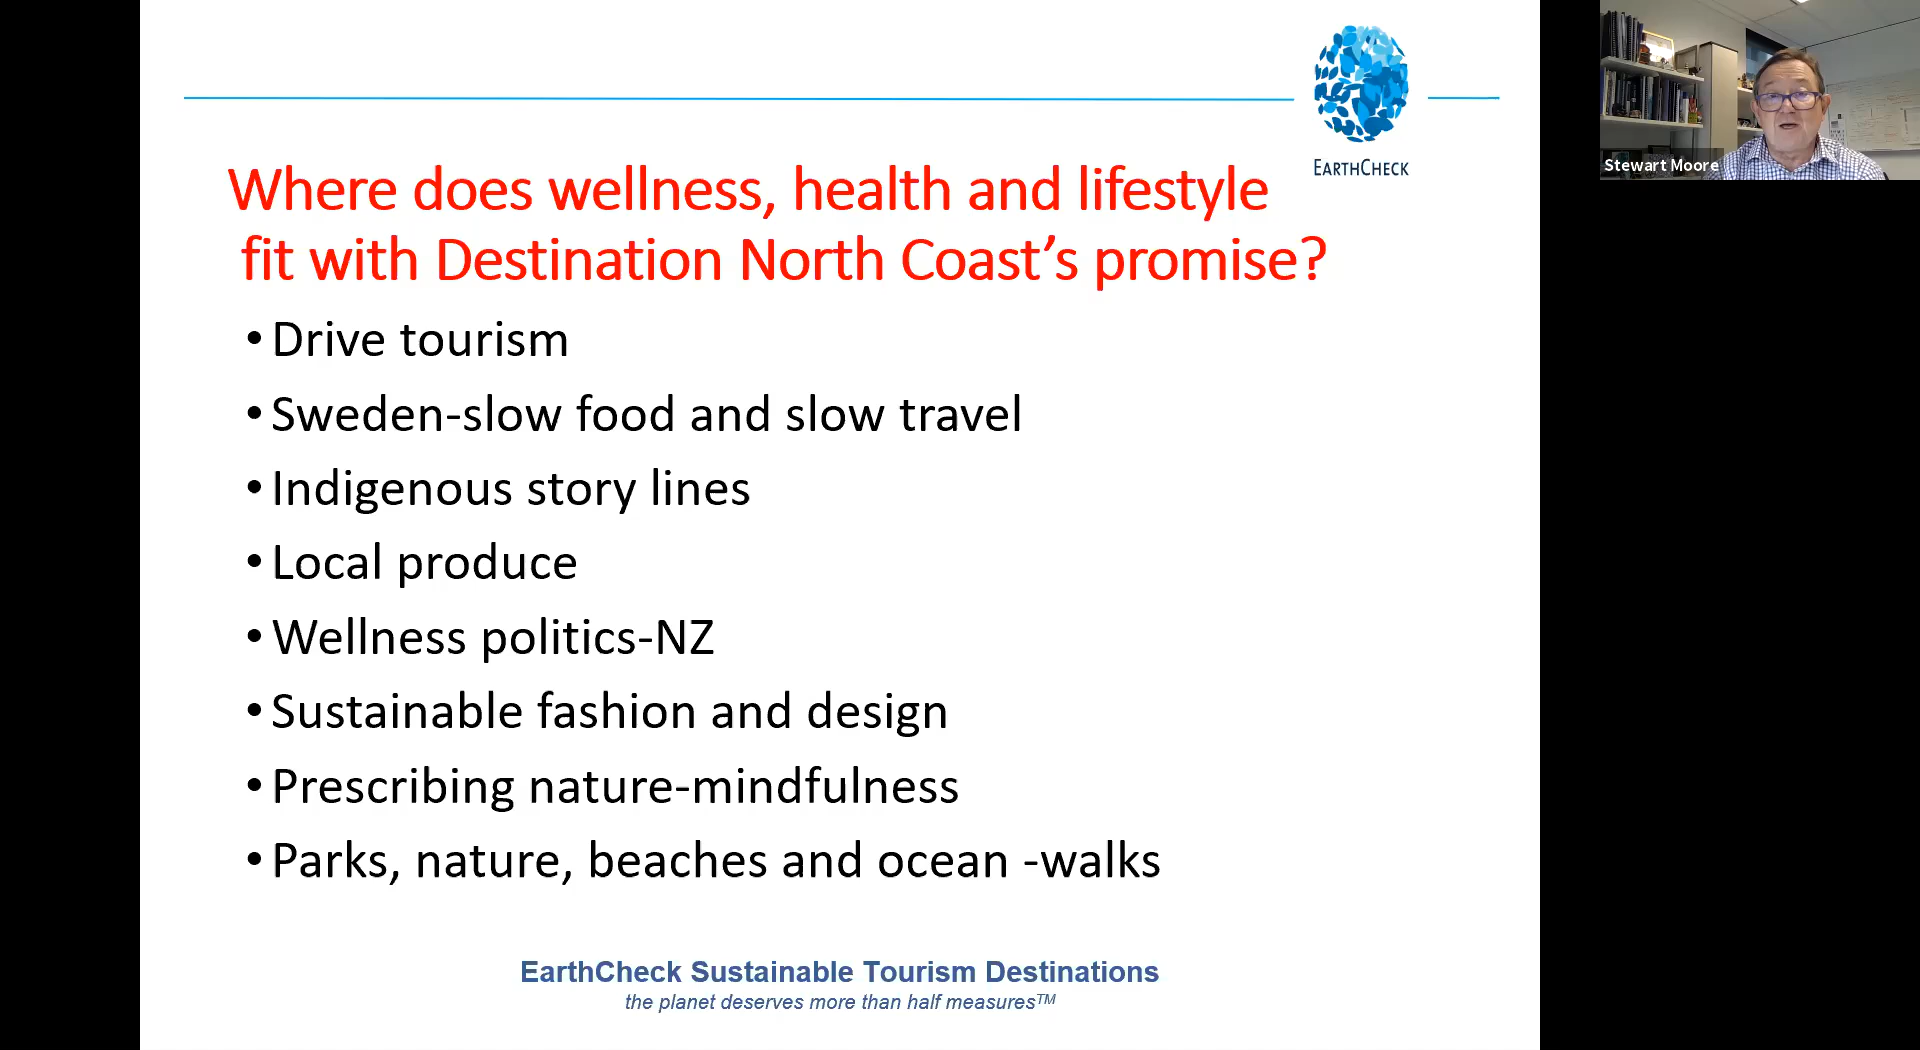 EARTHCHECK
Stewart Moore
Where does wellness, health and lifestyle
fit with Destination North Coast’s promise?
• Drive tourism
• Sweden-slow food and slow travel
• Indigenous story lines
• Local produce
• Wellness politics-NZ
• Sustainable fashion and design
• Prescribing nature-mindfulness
• Parks, nature, beaches and ocean -walks
EarthCheck Sustainable Tourism Destinations
the planet deserves more than half measures™